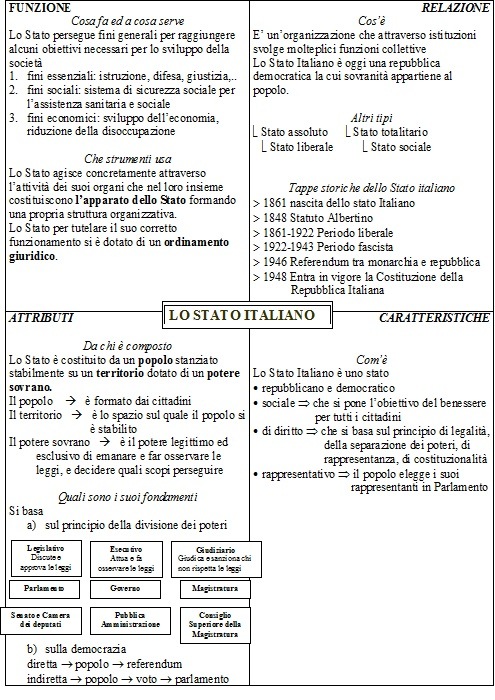 FUNZIONE
Cosa fa ed a cosa serve
Lo Stato persegue fini generali per raggiungere
alcuni obiettivi necessari per lo sviluppo della
società
1. fini essenziali: istruzione, difesa, giustizia,..
2. fini sociali: sistema di sicurezza sociale per
l'assistenza sanitaria e sociale
3. fini economici: sviluppo dell'economia,
riduzione della disoccupazione
Che strumenti usa
Lo Stato agisce concretamente attraverso
l'attività dei suoi organi che nel loro insieme
costituiscono l'apparato dello Stato formando
una propria struttura organizzativa.
Lo Stato per tutelare il suo corretto
funzionamento si è dotato di un ordinamento
giuridico.
RELAZIONE
Cos'è
E' un'organizzazione che attraverso istituzioni
svolge molteplici funzioni collettive
Lo Stato Italiano è oggi una repubblica
democratica la cui sovranità appartiene al
popolo.
Altri tipi
⎣ Stato assoluto ⎣ Stato totalitario
⎣ Stato liberale ⎣ Stato sociale
Tappe storiche dello Stato italiano
> 1861 nascita dello stato Italiano
> 1848 Statuto Albertino
> 1861-1922 Periodo liberale
> 1922-1943 Periodo fascista
> 1946 Referendum tra monarchia e repubblica
> 1948 Entra in vigore la Costituzione della
Repubblica Italiana
LO STATO ITALIANO
ATTRIBUTI
Da chi è composto
Lo Stato è costituito da un popolo stanziato
stabilmente su un territorio dotato di un potere
sovrano.
Il popolo → è formato dai cittadini
Il territorio → è lo spazio sul quale il popolo si
è stabilito
Il potere sovrano → è il potere legittimo ed
esclusivo di emanare e far osservare le
leggi, e decidere quali scopi perseguire
Quali sono i suoi fondamenti
Si basa
a) sul principio della divisione dei poteri
Legislativo
Discute e
approva le leggi
Esecutivo
Attua e fa
osservare le leggi
Giudiziario
Giudica e sanziona chi
non rispetta le leggi
Parlamento
Governo
Magistratura
Senato e Camera
dei deputati
Pubblica
Amministrazione
Consiglio
Superiore della
Magistratura
b) sulla democrazia
diretta → popolo → referendum
indiretta → popolo → voto → parlamento
CARATTERISTICHE
Com'è
Lo Stato Italiano è uno stato
• repubblicano e democratico
• sociale ⇒ che si pone l'obiettivo del benessere
per tutti i cittadini
• di diritto ⇒ che si basa sul principio di legalità,
della separazione dei poteri, di
rappresentanza, di costituzionalità
• rappresentativo ⇒ il popolo elegge i suoi
rappresentanti in Parlamento